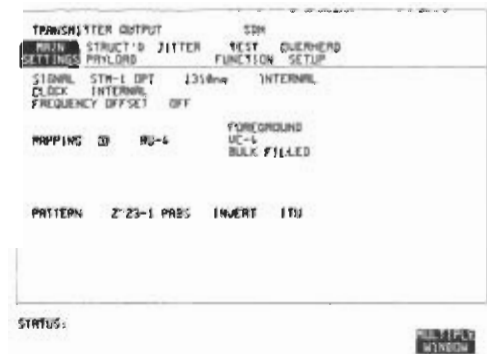 TRANSMITTER OUTPUT SDH
MAIN STRUCT'D JITTER TEST OVERHEAD
SETTINGS PAYLOAD FUNCTION SETUP
SIGNAL STM-1 OPT 1310nm INTERNAL
CLOCK INTERNAL
FREQUENCY OFFSET OFF
FOREGROUND
MAPPING AU-4 VC-4
BULK FILLED
PATTERN 2^23-1 PRBS INVERT ITU
STATUS:
MULTIPLE
WINDOW